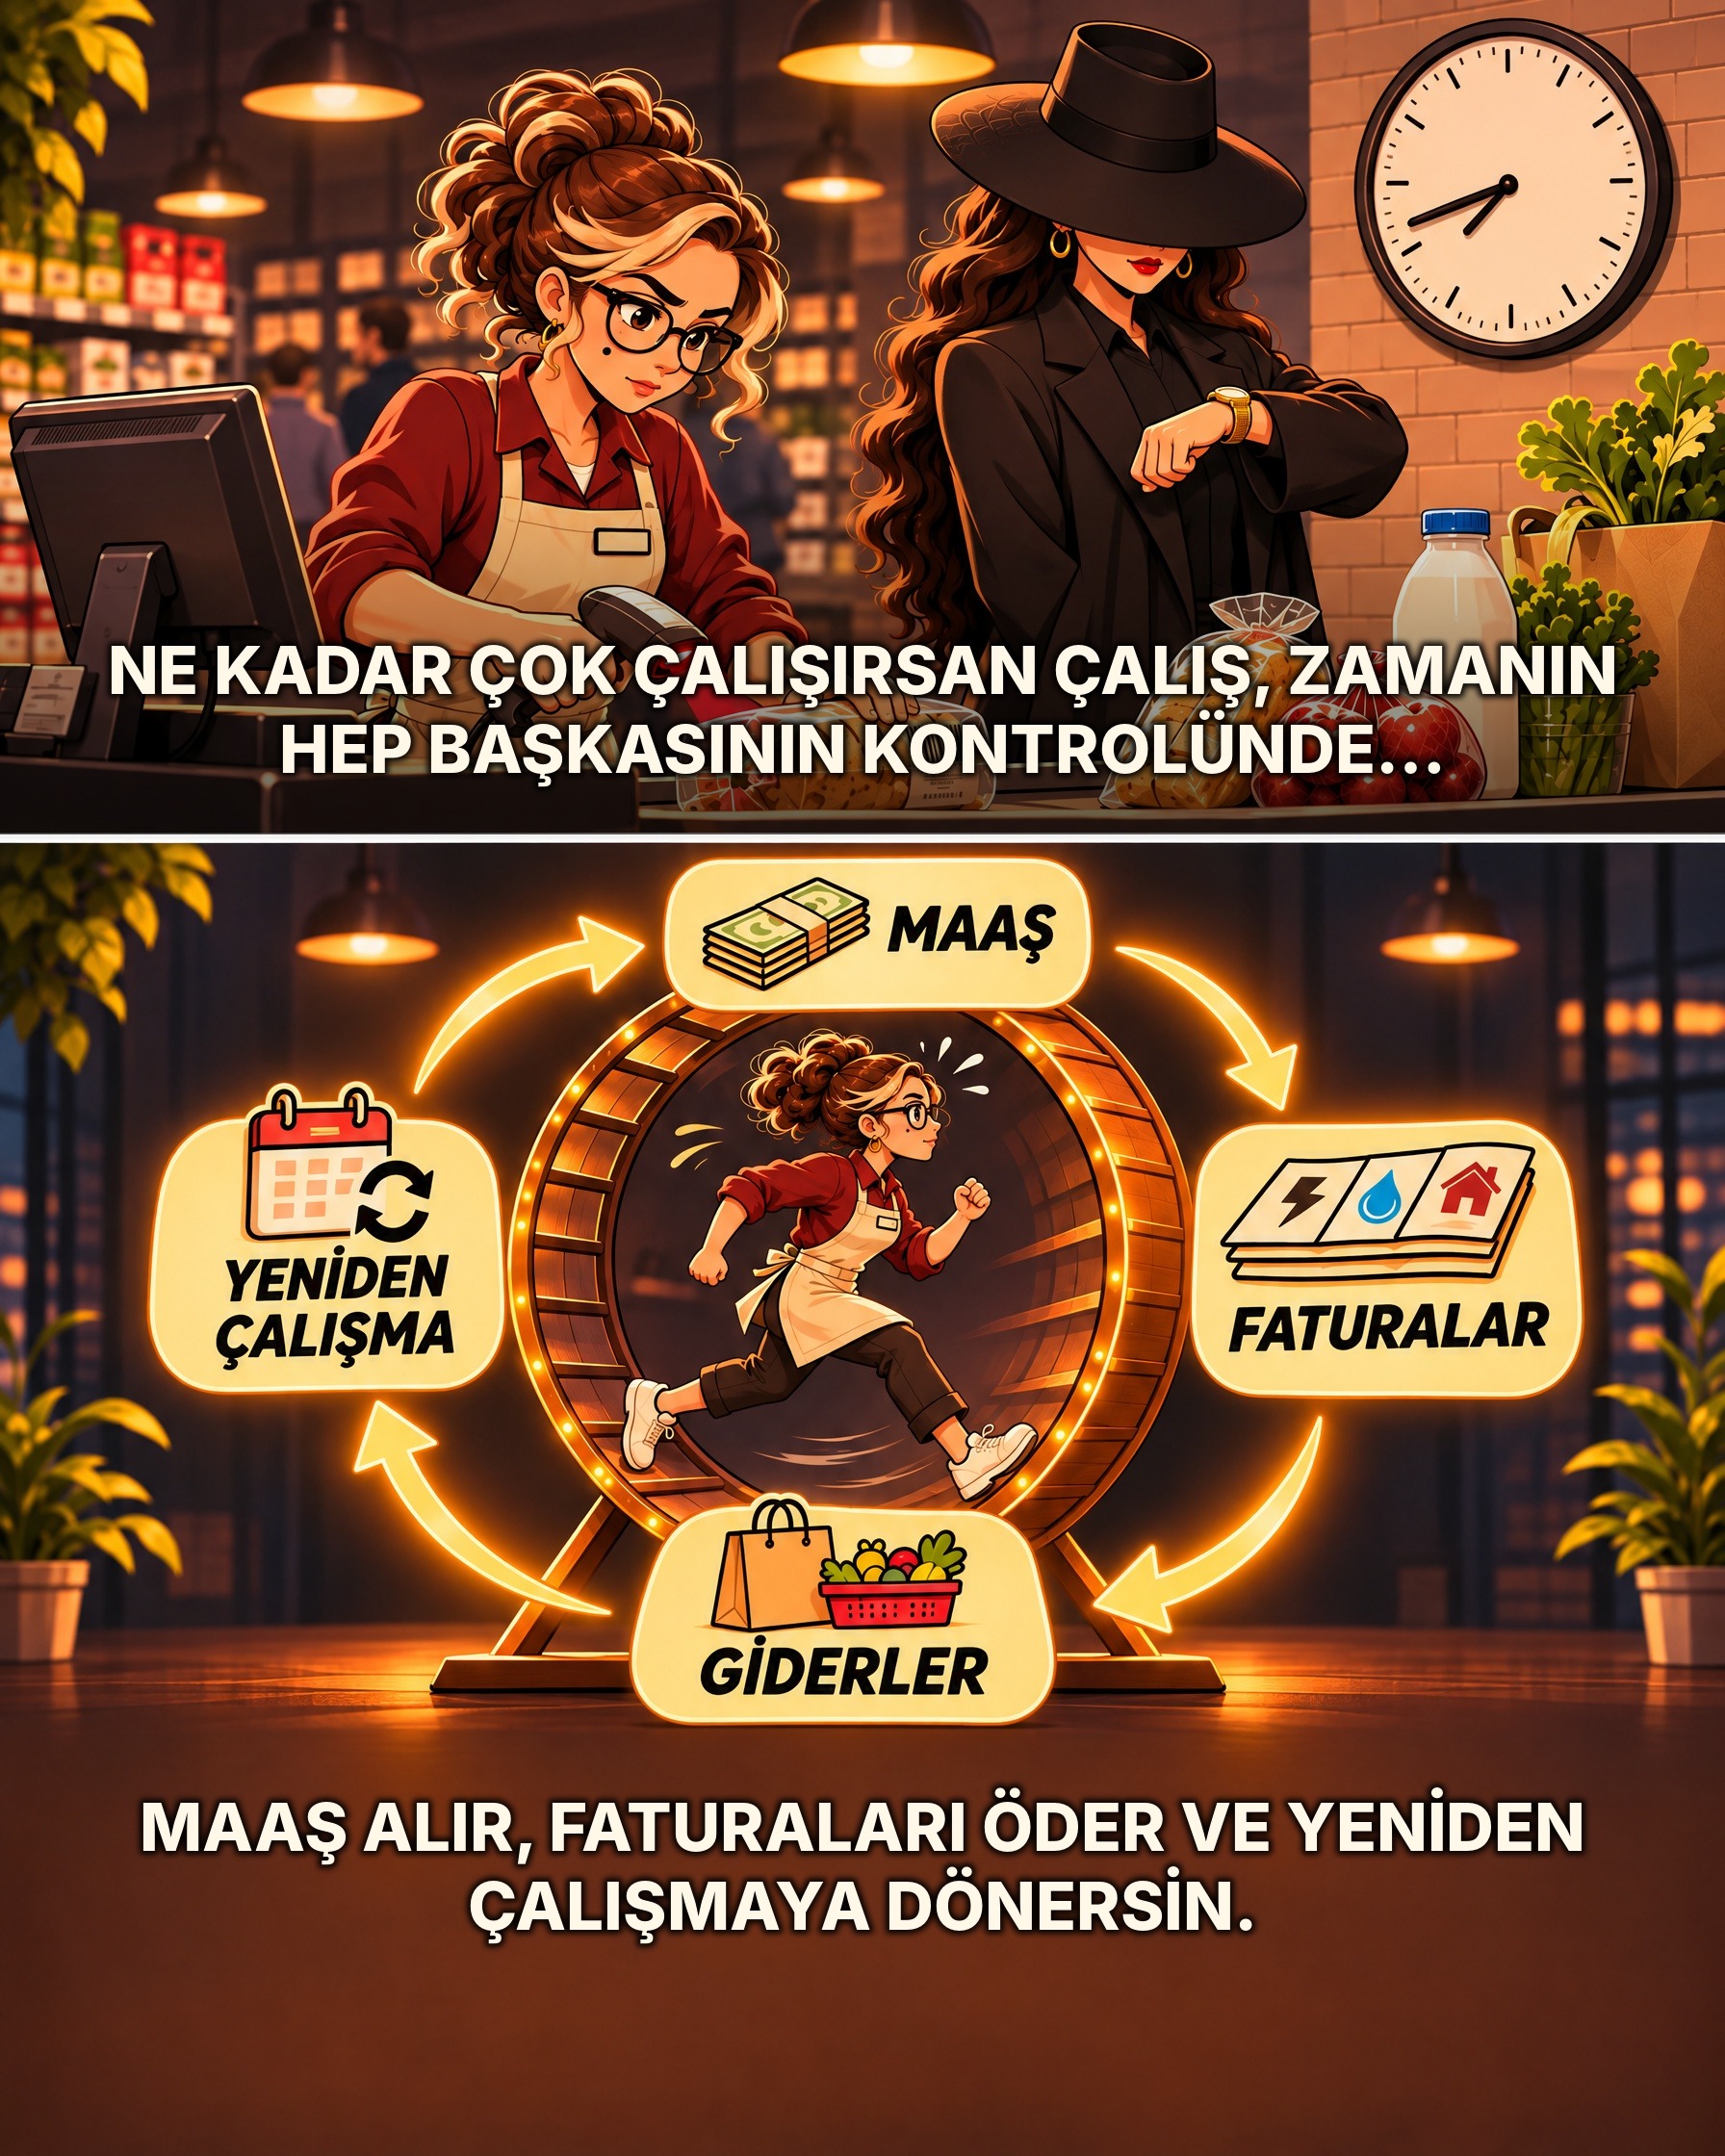 NE KADAR ÇOK ÇALIŞIRSAN ÇALIŞ, ZAMANIN
HEP BAŞKASININ KONTROLÜNDE...
MAAŞ
YENİDEN
ÇALIŞMA
FATURALAR
GİDERLER
MAAŞ ALIR, FATURALARI ÖDER VE YENİDEN
ÇALIŞMAYA DÖNERSİN.